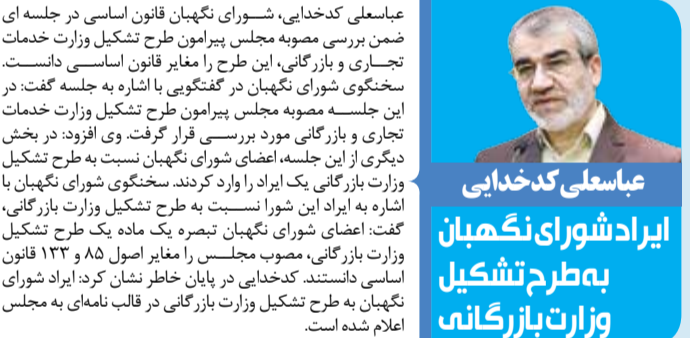 عباسعلی کدخدایی
ایراد شورای نگهبان
به طرح تشکیل
وزارت بازرگانی
عباسعلی کدخدایی، شورای نگهبان قانون اساسی در جلسه ای
ضمن بررسی مصوبه مجلس پیرامون طرح تشکیل وزارت خدمات
تجاری و بازرگانی، این طرح را مغایر قانون اساسی دانست.
سخنگوی شورای نگهبان در گفتگویی با اشاره به جلسه گفت: در
این جلسه مصوبه مجلس پیرامون طرح تشکیل وزارت خدمات
تجاری و بازرگانی مورد بررسی قرار گرفت. وی افزود: در بخش
دیگری از این جلسه، اعضای شورای نگهبان نسبت به طرح تشکیل
وزارت بازرگانی یک ایراد را وارد کردند. سخنگوی شورای نگهبان با
اشاره به ایراد این شورا نسبت به طرح تشکیل وزارت بازرگانی،
گفت: اعضای شورای نگهبان تبصره یک ماده یک طرح تشکیل
وزارت بازرگانی، مصوب مجلس را مغایر اصول ۸۵ و ۱۳۳ قانون
اساسی دانستند. کدخدایی در پایان خاطر نشان کرد: ایراد شورای
نگهبان به طرح تشکیل وزارت بازرگانی در قالب نامه‌ای به مجلس
اعلام شده است.